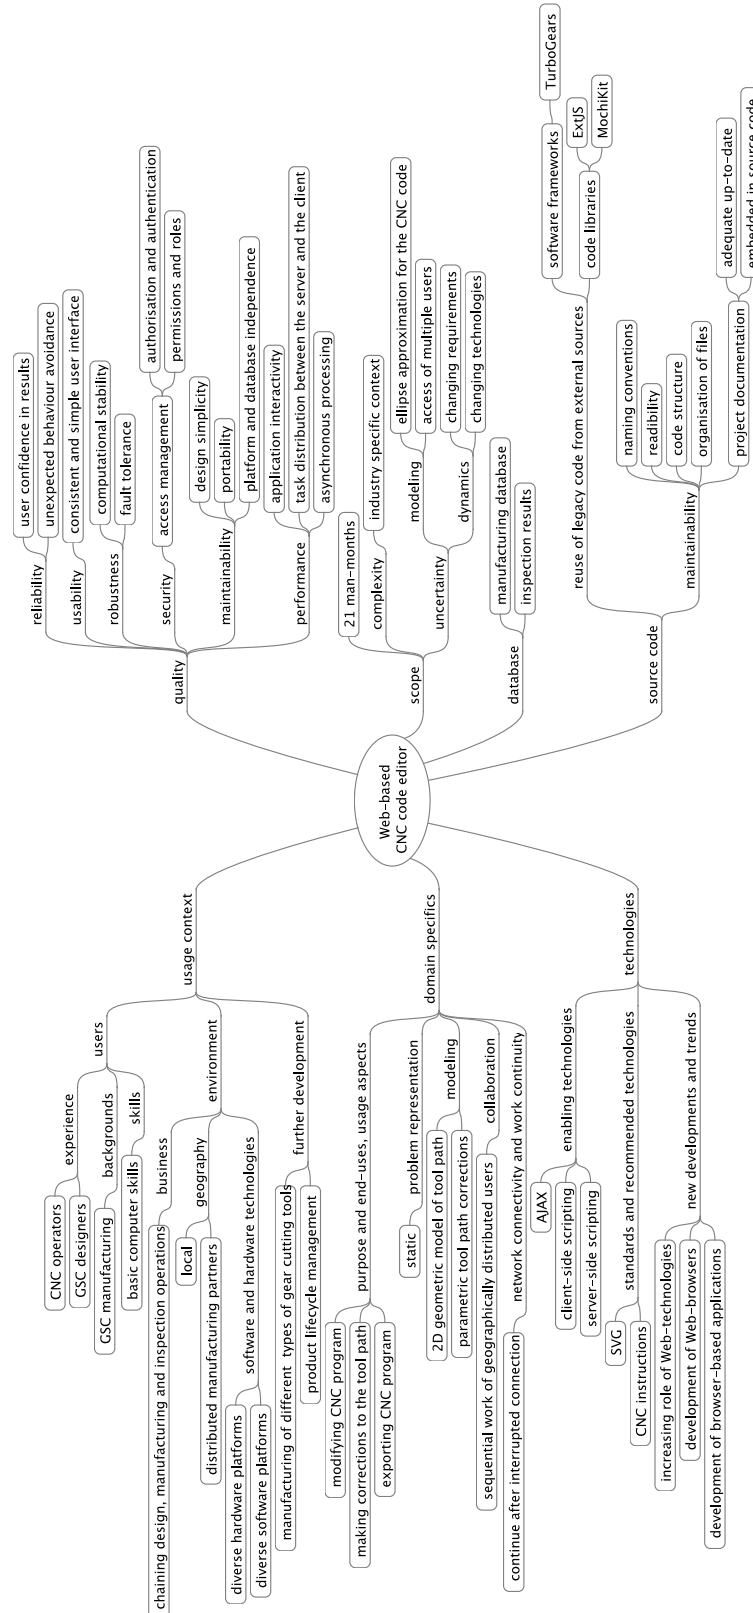 Web-based
CNC code editor
quality
reliability
user confidence in results
unexpected behaviour avoidance
usability
consistent and simple user interface
robustness
computational stability
fault tolerance
security
access management
authorisation and authentication
permissions and roles
maintainability
design simplicity
portability
platform and database independence
performance
application interactivity
task distribution between the server and the client
asynchronous processing
scope
21 man-months
complexity
industry specific context
uncertainty
modeling
ellipse approximation for the CNC code
access of multiple users
dynamics
changing requirements
changing technologies
database
manufacturing database
inspection results
source code
reuse of legacy code from external sources
software frameworks
TurboGears
code libraries
ExtJS
MochiKit
maintainability
naming conventions
readibility
code structure
organisation of files
project documentation
adequate up-to-date
embedded in source code
usage context
users
experience
CNC operators
GSC designers
backgrounds
GSC manufacturing
skills
basic computer skills
environment
business
chaining design, manufacturing and inspection operations
geography
local
distributed manufacturing partners
software and hardware technologies
diverse hardware platforms
diverse software platforms
further development
manufacturing of different types of gear cutting tools
product lifecycle management
domain specifics
purpose and end-uses, usage aspects
modifying CNC program
making corrections to the tool path
exporting CNC program
problem representation
static
modeling
2D geometric model of tool path
parametric tool path corrections
collaboration
sequential work of geographically distributed users
network connectivity and work continuity
continue after interrupted connection
technologies
enabling technologies
AJAX
client-side scripting
server-side scripting
standards and recommended technologies
SVG
CNC instructions
new developments and trends
increasing role of Web-technologies
development of Web-browsers
development of browser-based applications